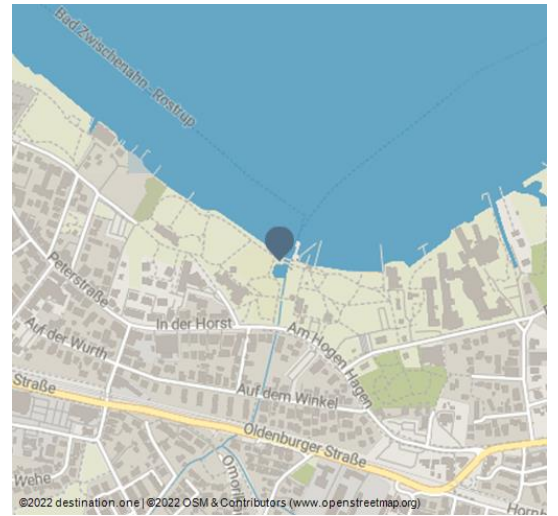 Bad Zwischenahn - Rostrup
Peterstraße
In der Horst
Am Hogen Hagen
Auf der Wurth
Auf dem Winkel
Straße
Oldenburger Straße
Wehe
©2022 destination.one | ©2022 OSM & Contributors (www.openstreetmap.org)